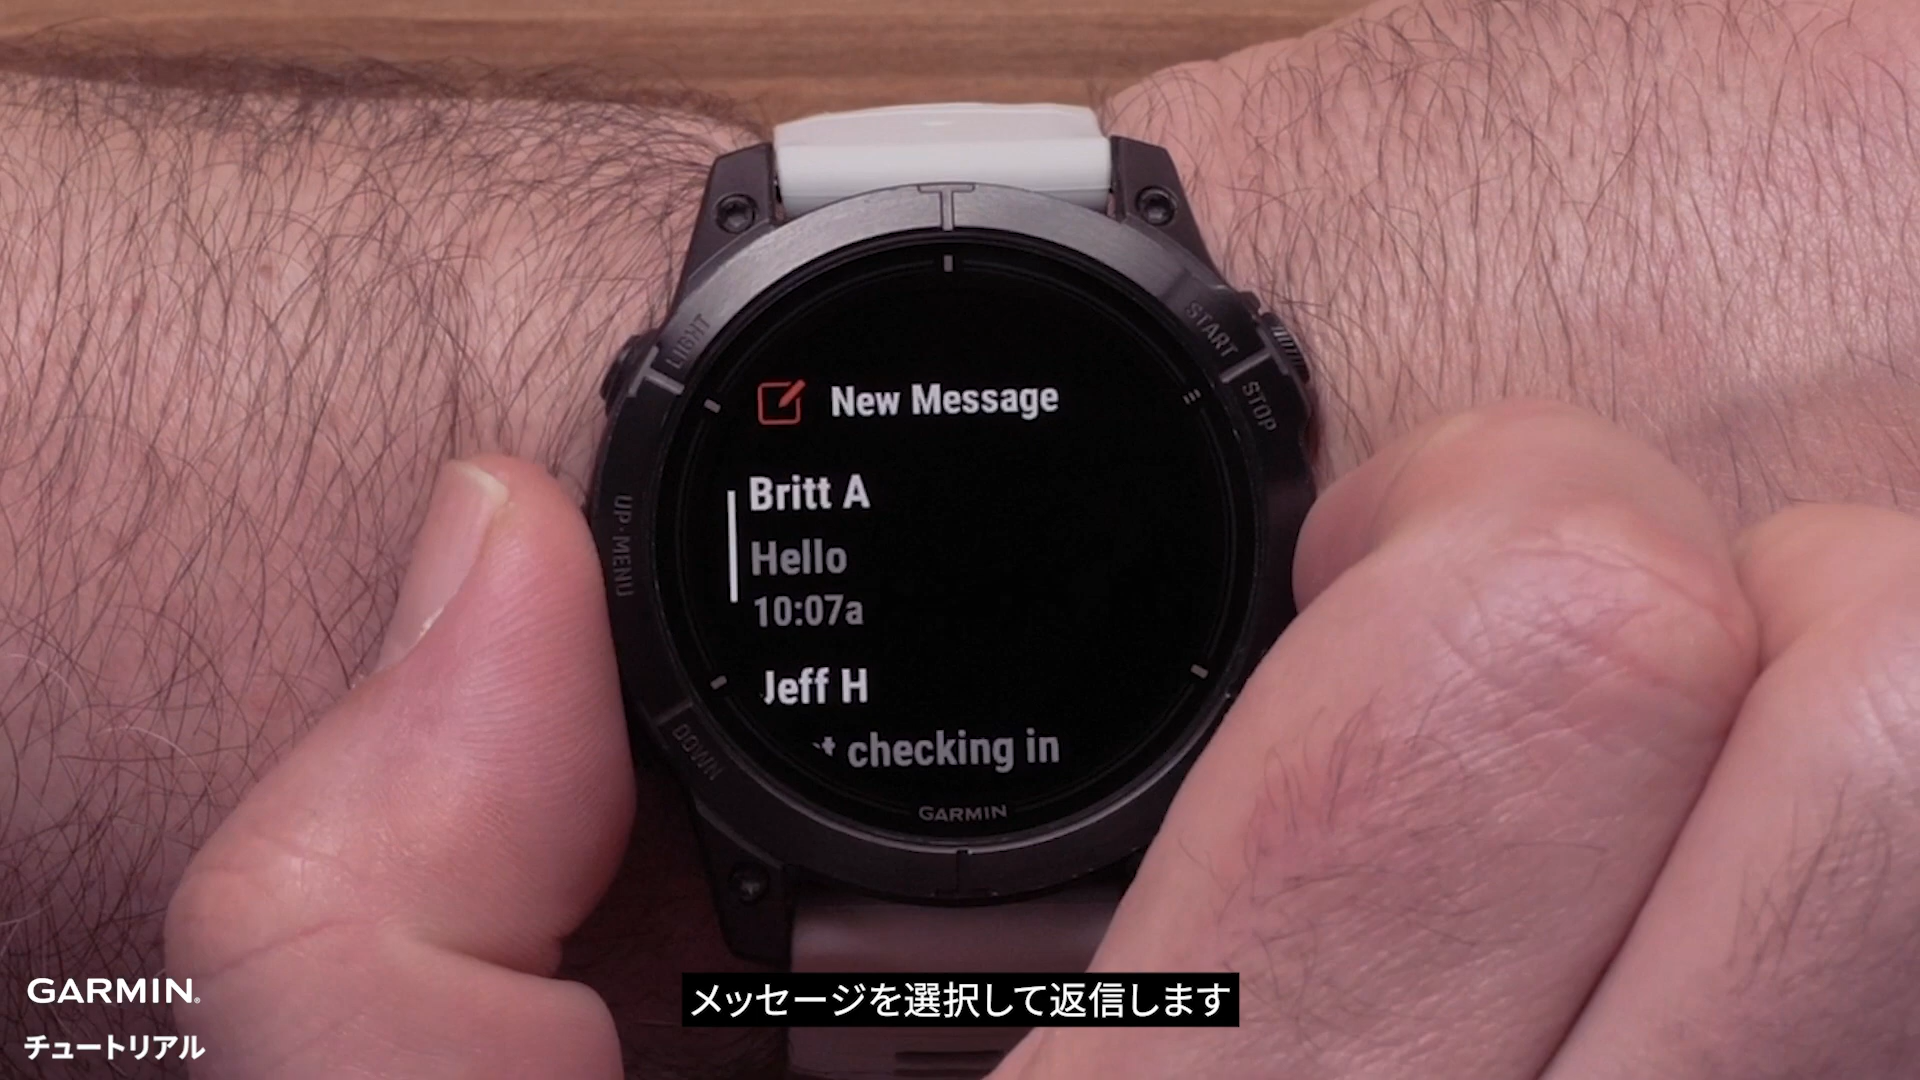 LIGHT
START
STOP
UP·MENU
DOWN
New Message
Britt A
Hello
10:07a
Jeff H
checking in
GARMIN
GARMIN®
チュートリアル
メッセージを選択して返信します